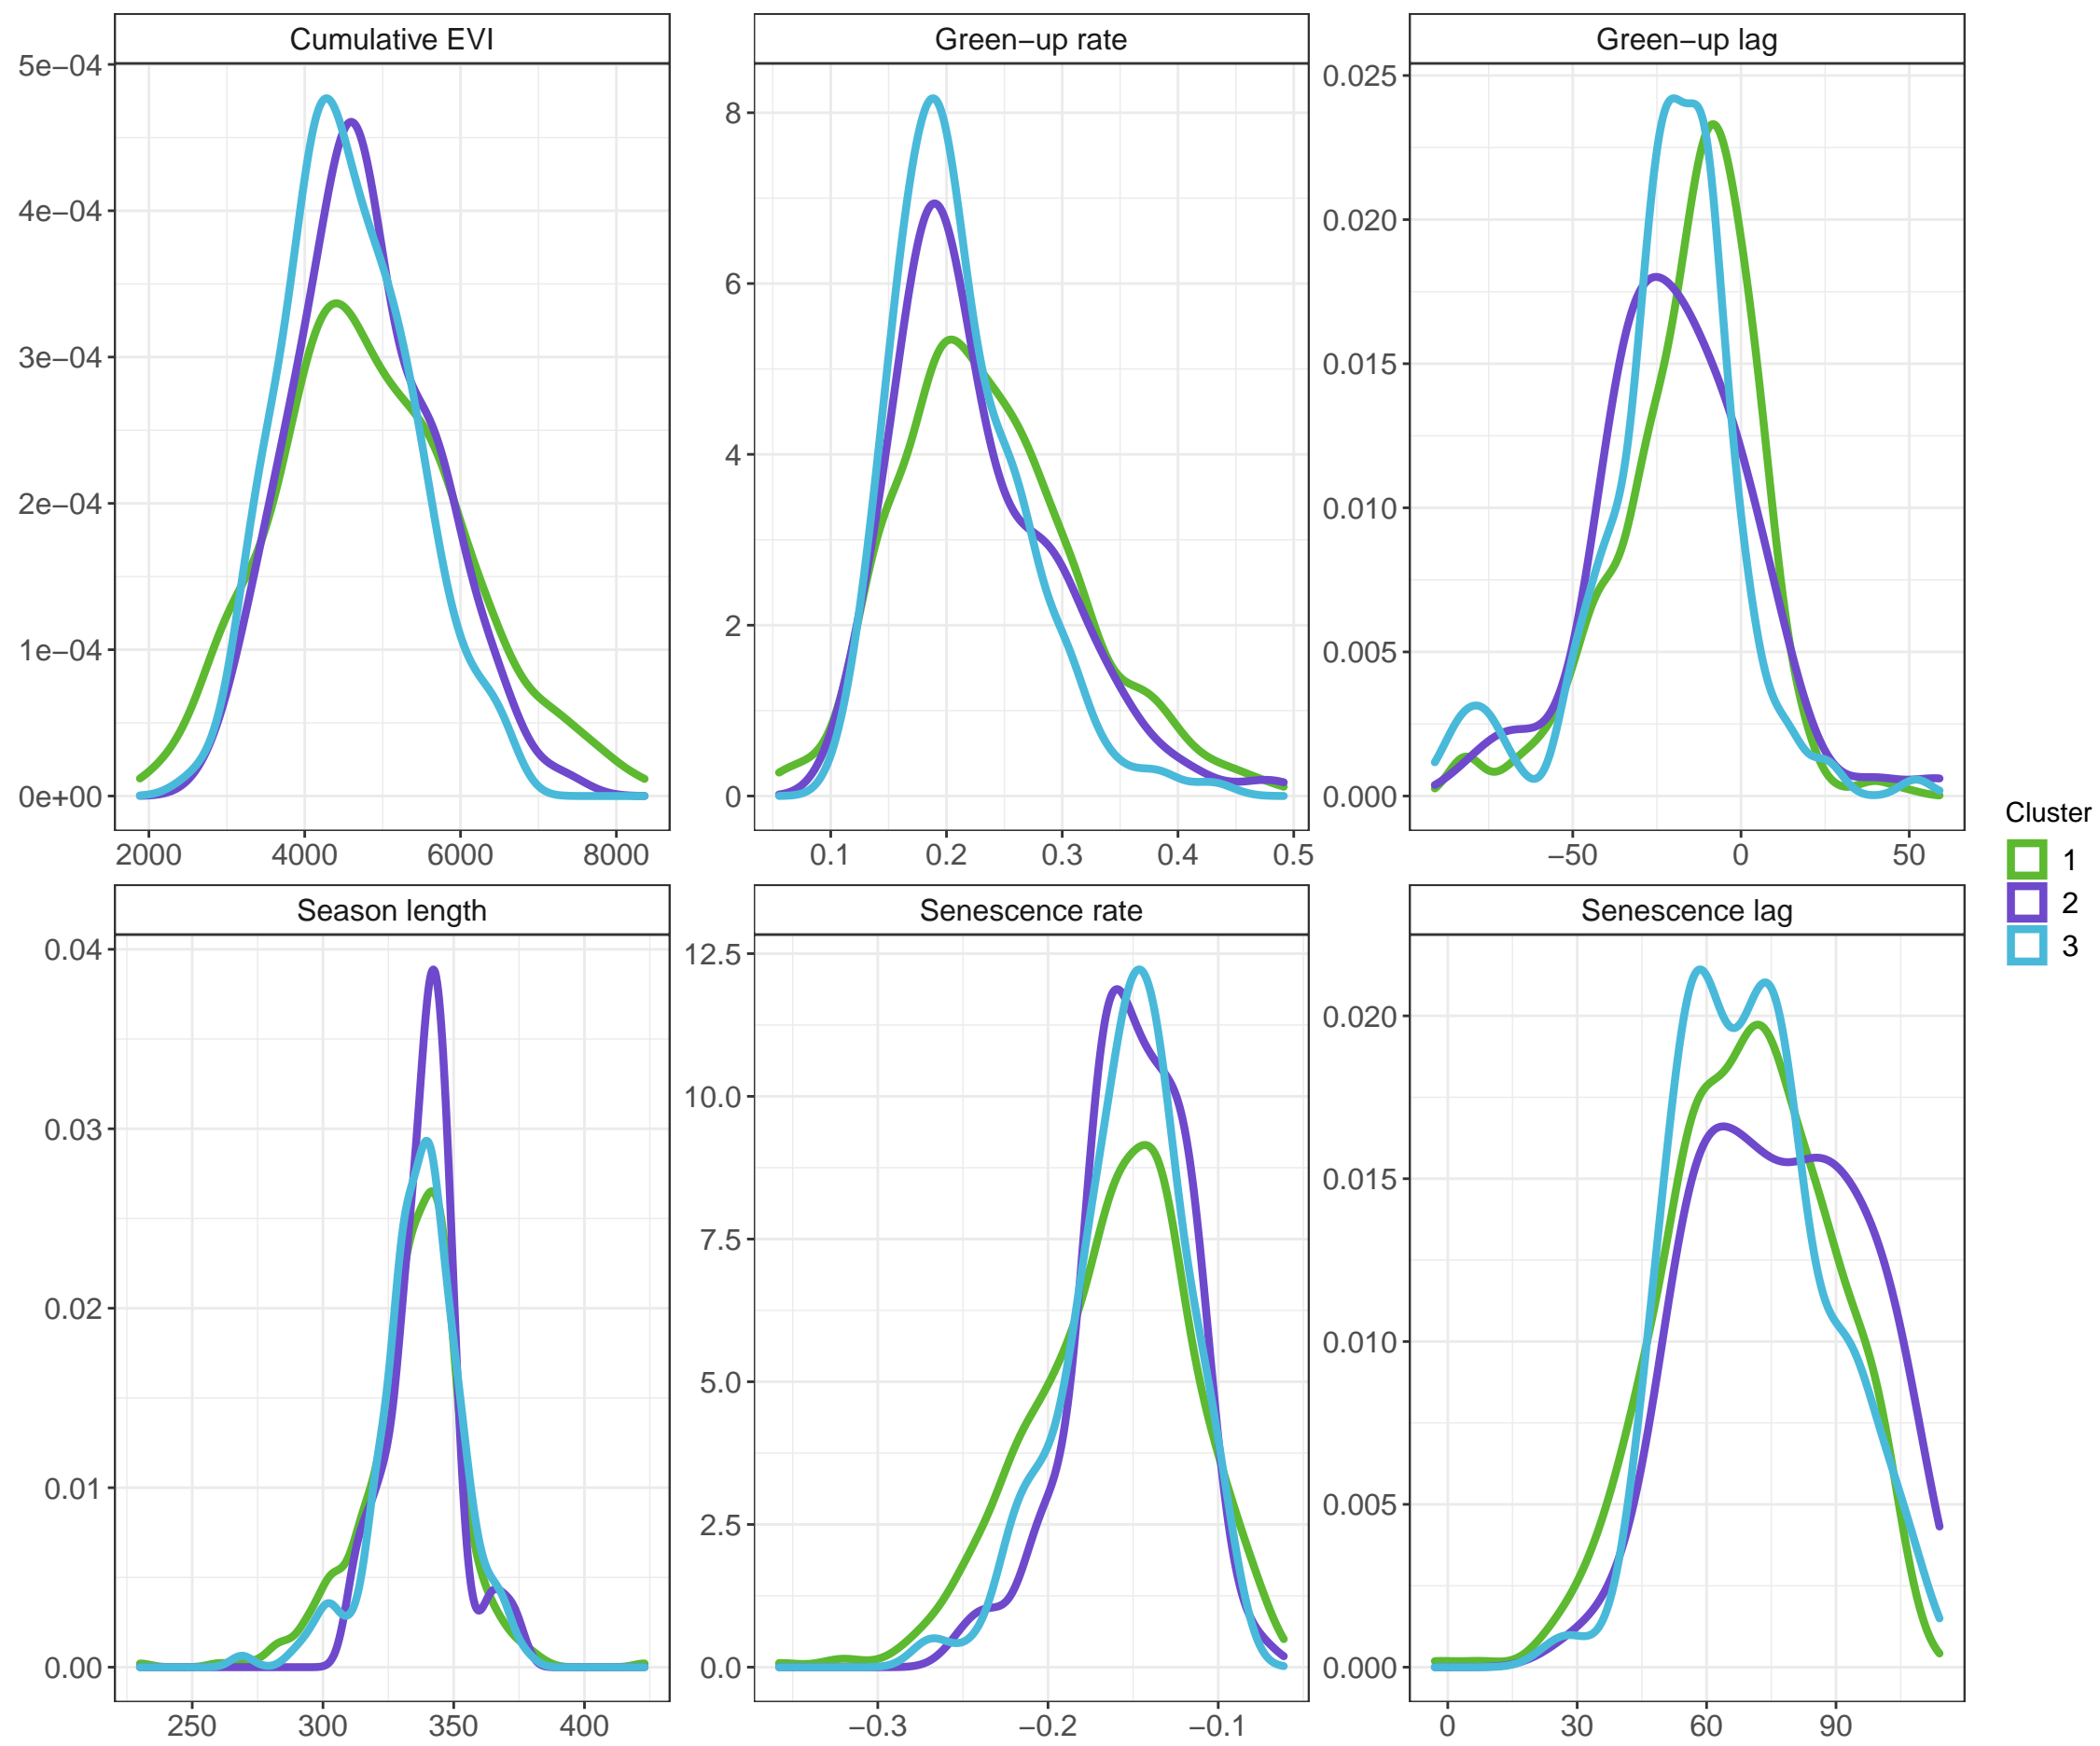 Cumulative EVI
Green−up rate
Green−up lag
5e−04
4e−04
3e−04
2e−04
1e−04
0e+00
2000 4000 6000 8000
8
6
4
2
0
0.1 0.2 0.3 0.4 0.5
0.025
0.020
0.015
0.010
0.005
0.000
−50 0 50
Season length
Senescence rate
Senescence lag
0.04
0.03
0.02
0.01
0.00
250 300 350 400
12.5
10.0
7.5
5.0
2.5
0.0
−0.3 −0.2 −0.1
0.020
0.015
0.010
0.005
0.000
0 30 60 90
Cluster
1
2
3